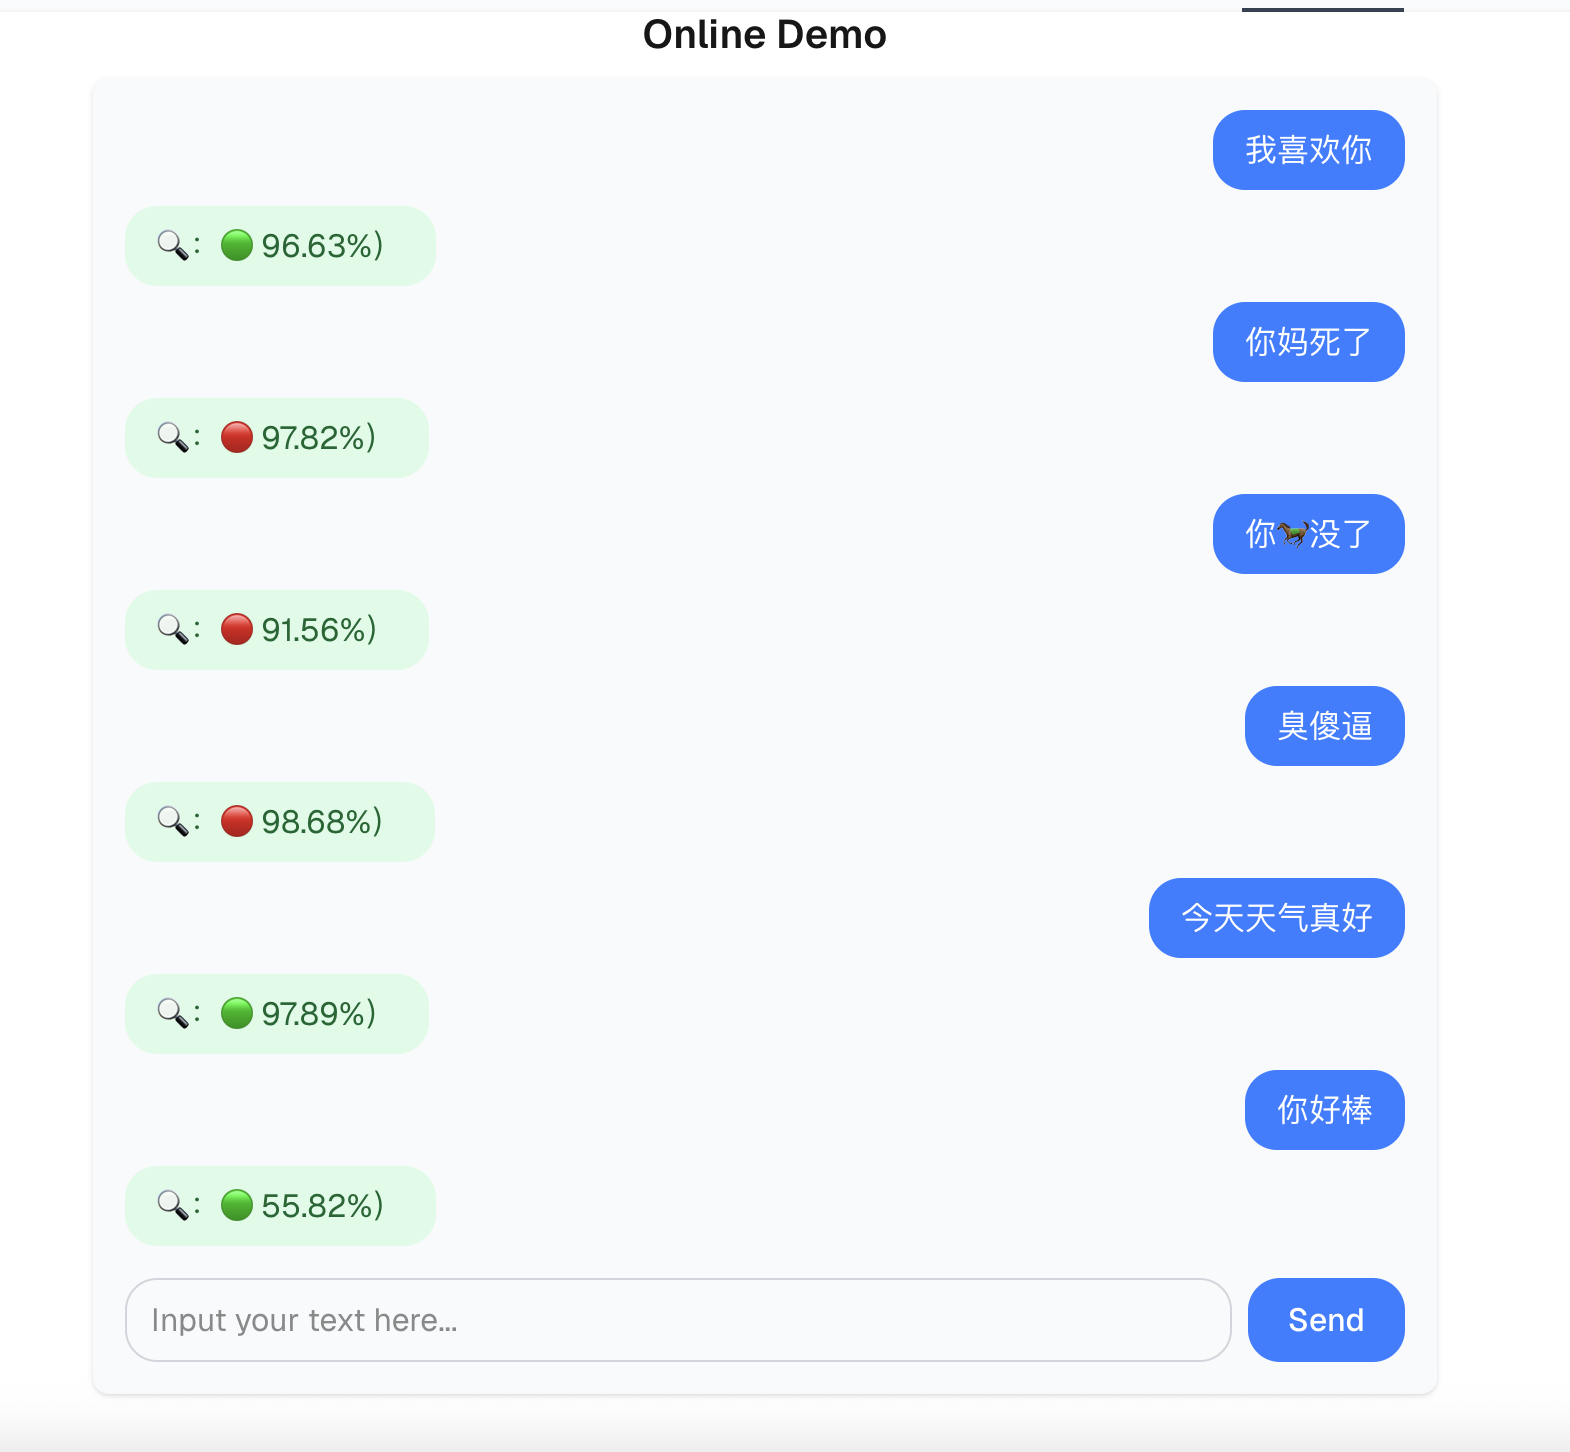 Online Demo
我喜欢你
🔍： 🟢 96.63%)
你妈死了
🔍： 🔴 97.82%)
你🐎没了
🔍： 🔴 91.56%)
臭傻逼
🔍： 🔴 98.68%)
今天天气真好
🔍： 🟢 97.89%)
你好棒
🔍： 🟢 55.82%)
Input your text here...
Send